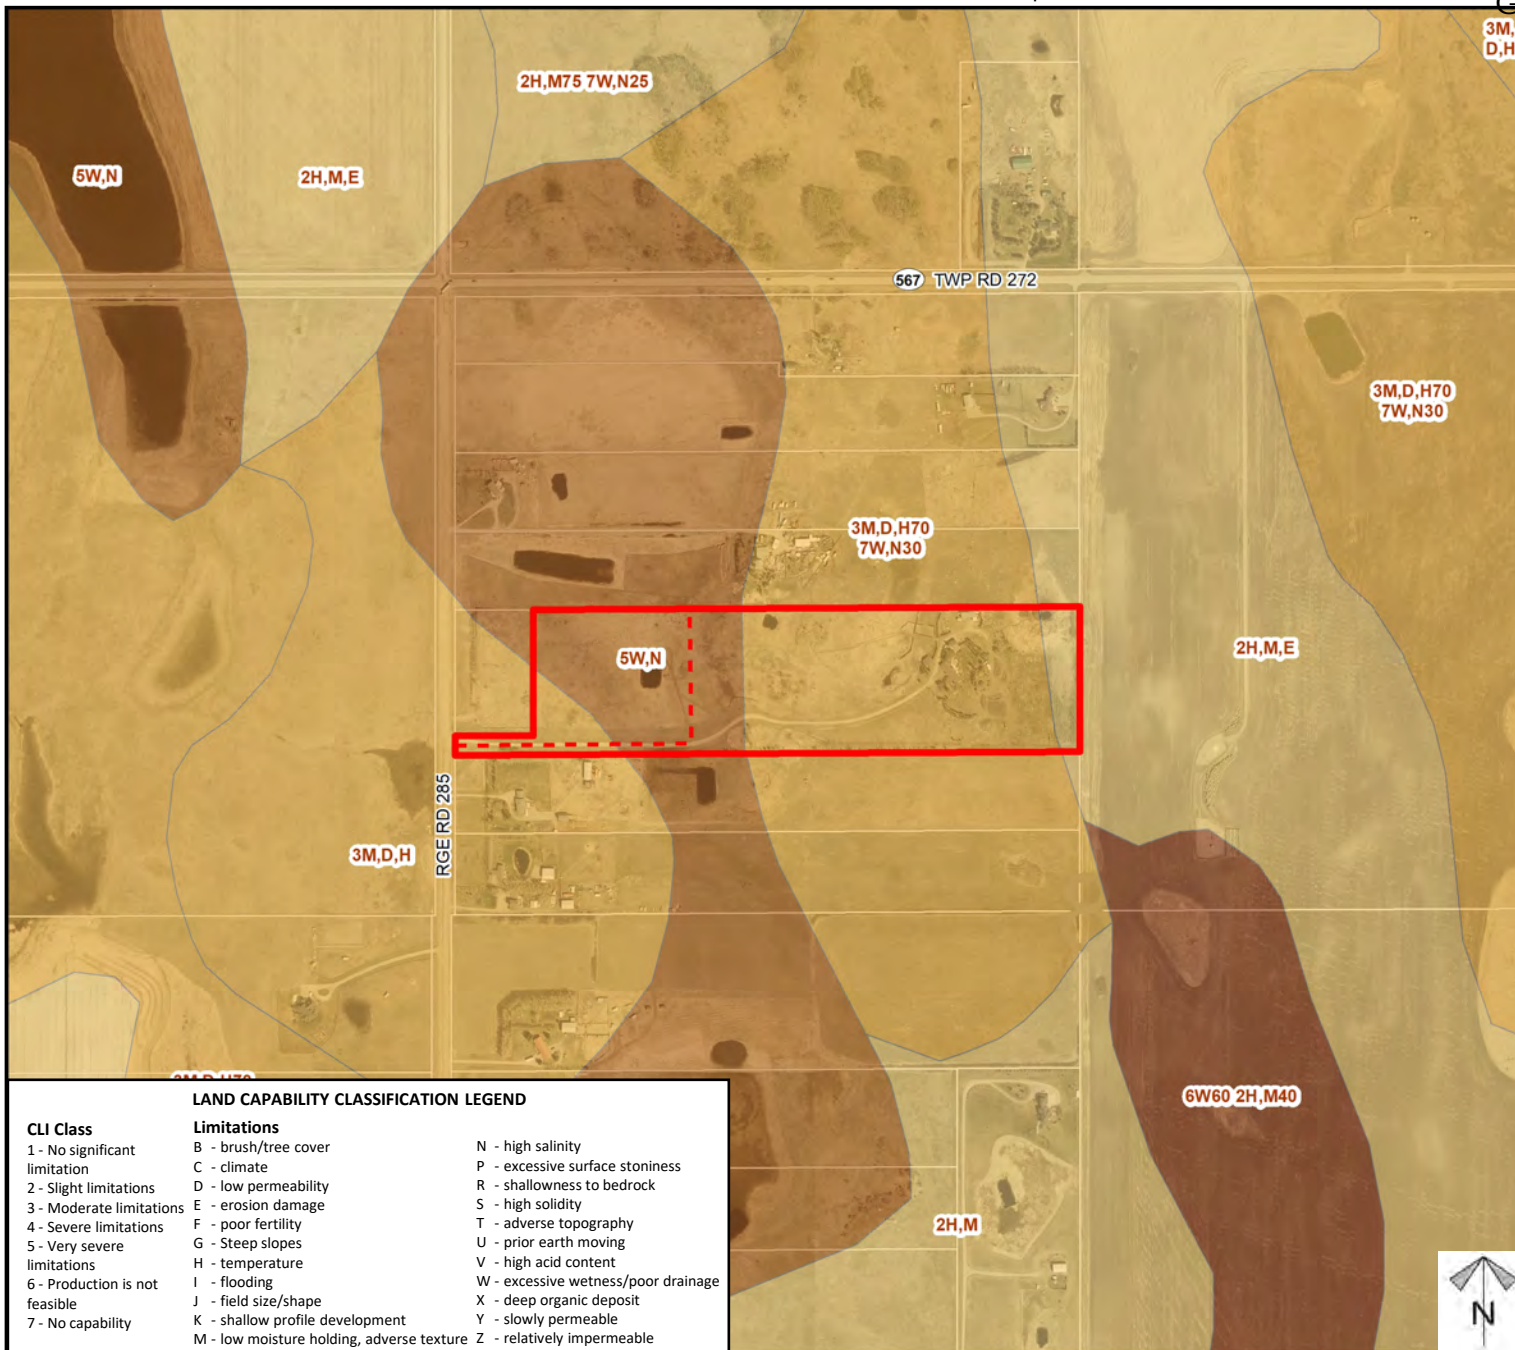 3M,
D,H
2H,M75 7W,N25
5W,N
2H,M,E
567 TWP RD 272
3M,D,H70
7W,N30
3M,D,H70
7W,N30
5W,N
2H,M,E
RGE RD 285
3M,D,H
6W60 2H,M40
2H,M
LAND CAPABILITY CLASSIFICATION LEGEND
CLI Class
1 - No significant
limitation
2 - Slight limitations
3 - Moderate limitations
4 - Severe limitations
5 - Very severe
limitations
6 - Production is not
feasible
7 - No capability
Limitations
B - brush/tree cover
C - climate
D - low permeability
E - erosion damage
F - poor fertility
G - Steep slopes
H - temperature
I - flooding
J - field size/shape
K - shallow profile development
M - low moisture holding, adverse texture
N - high salinity
P - excessive surface stoniness
R - shallowness to bedrock
S - high solidity
T - adverse topography
U - prior earth moving
V - high acid content
W - excessive wetness/poor drainage
X - deep organic deposit
Y - slowly permeable
Z - relatively impermeable
N